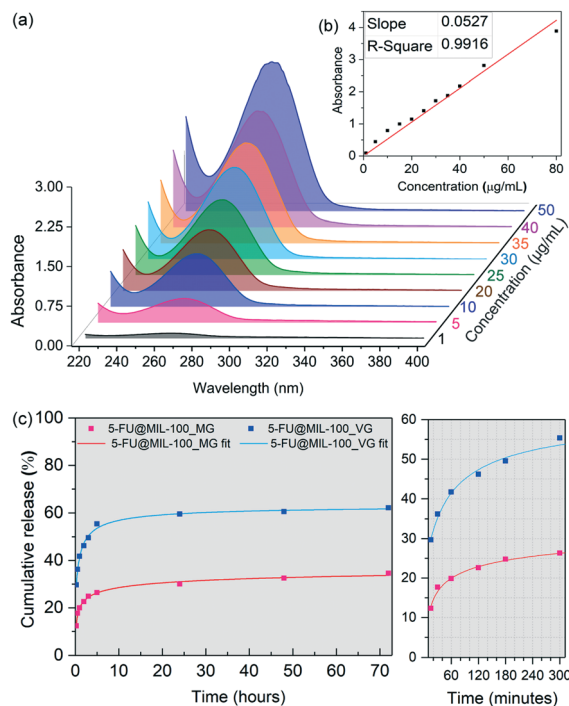 (a)
(b)
Slope 0.0527
R-Square 0.9916
Absorbance
4
3
2
1
0
0 20 40 60 80
Concentration (µg/mL)
Absorbance
3.00
2.25
1.50
0.75
0.00
220 240 260 280 300 320 340 360 380 400
Wavelength (nm)
50
40
35
30
25
20
10
5
1
Concentration (µg/mL)
(c)
5-FU@MIL-100_MG 5-FU@MIL-100_VG
5-FU@MIL-100_MG fit 5-FU@MIL-100_VG fit
Cumulative release (%)
100
80
60
40
20
0
0 10 20 30 40 50 60 70
Time (hours)
60
50
40
30
20
10
0
60 120 180 240 300
Time (minutes)